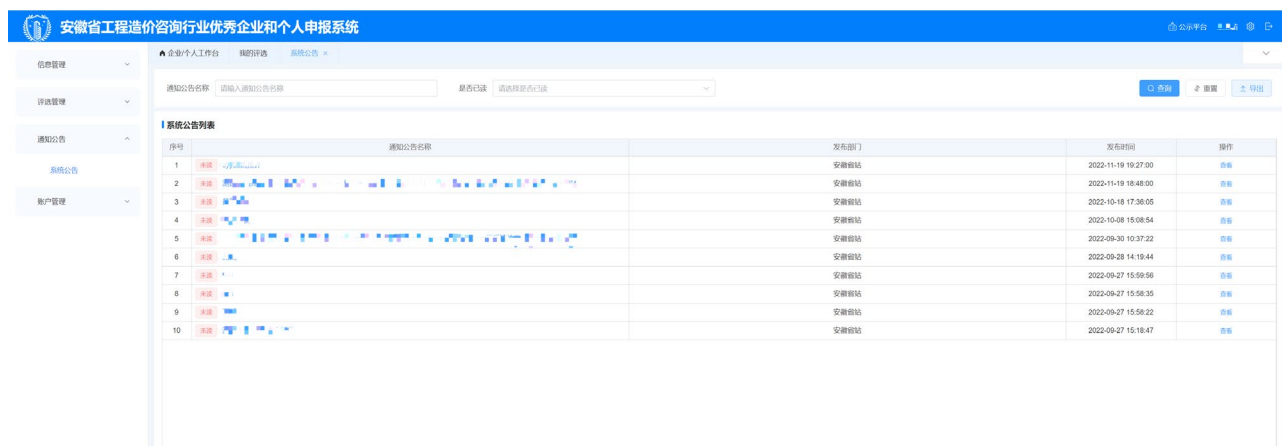 安徽省工程造价咨询行业优秀企业和个人申报系统
公示平台
信息管理
评选管理
通知公告
系统公告
账户管理
企业/个人工作台 我的评选 系统公告 ×
通知公告名称 请输入通知公告名称 是否已读 请选择是否已读 查询 重置 导出
系统公告列表
序号 通知公告名称 发布部门 发布时间 操作
1 未读 安徽省站 2022-11-19 19:27:00 查看
2 未读 安徽省站 2022-11-19 18:48:00 查看
3 未读 安徽省站 2022-10-18 17:36:05 查看
4 未读 安徽省站 2022-10-08 15:08:54 查看
5 未读 安徽省站 2022-09-30 10:37:22 查看
6 未读 安徽省站 2022-09-28 14:19:44 查看
7 未读 安徽省站 2022-09-27 15:59:56 查看
8 未读 安徽省站 2022-09-27 15:58:35 查看
9 未读 安徽省站 2022-09-27 15:58:22 查看
10 未读 安徽省站 2022-09-27 15:18:47 查看